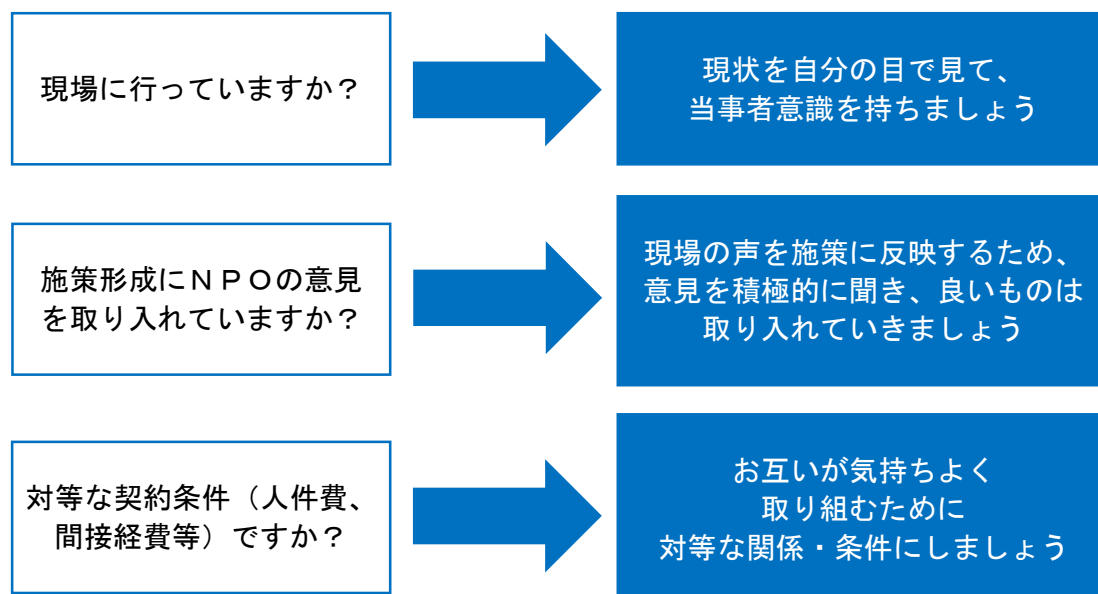 現場に行っていますか？
現状を自分の目で見て、
当事者意識を持ちましょう
施策形成にＮＰＯの意見
を取り入れていますか？
現場の声を施策に反映するため、
意見を積極的に聞き、良いものは
取り入れていきましょう
対等な契約条件（人件費、
間接経費等）ですか？
お互いが気持ちよく
取り組むために
対等な関係・条件にしましょう